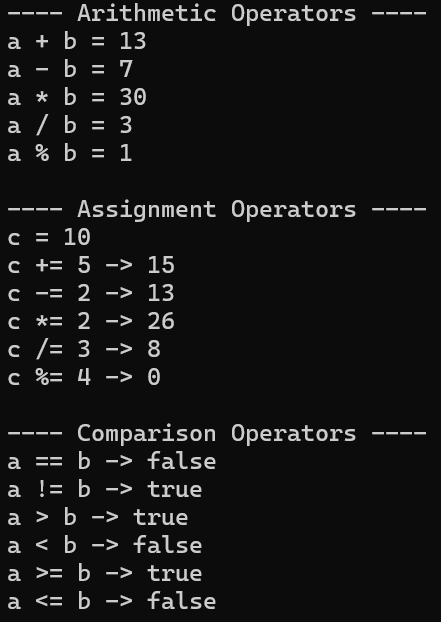 ---- Arithmetic Operators ----
a + b = 13
a - b = 7
a * b = 30
a / b = 3
a % b = 1
---- Assignment Operators ----
c = 10
c += 5 -> 15
c -= 2 -> 13
c *= 2 -> 26
c /= 3 -> 8
c %= 4 -> 0
---- Comparison Operators ----
a == b -> false
a != b -> true
a > b -> true
a < b -> false
a >= b -> true
a <= b -> false